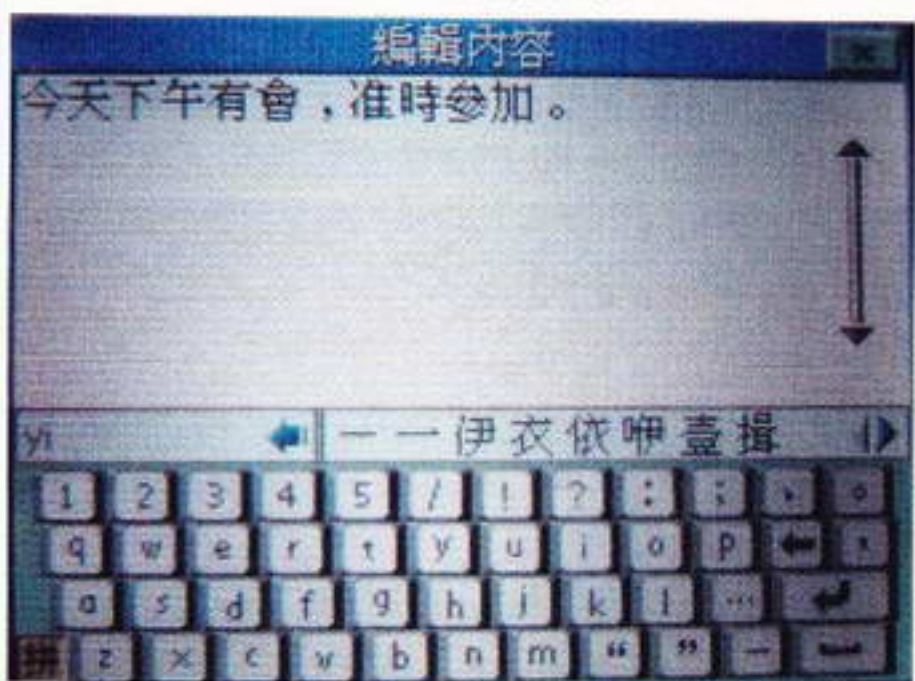 編輯內容
今天下午有會，准時參加。
yi 一 一 伊 衣 依 咿 壹 揖
1 2 3 4 5 / ! ? : ;
q w e r t y u i o p
a s d f g h j k l ...
z x c v b n m “ ” —